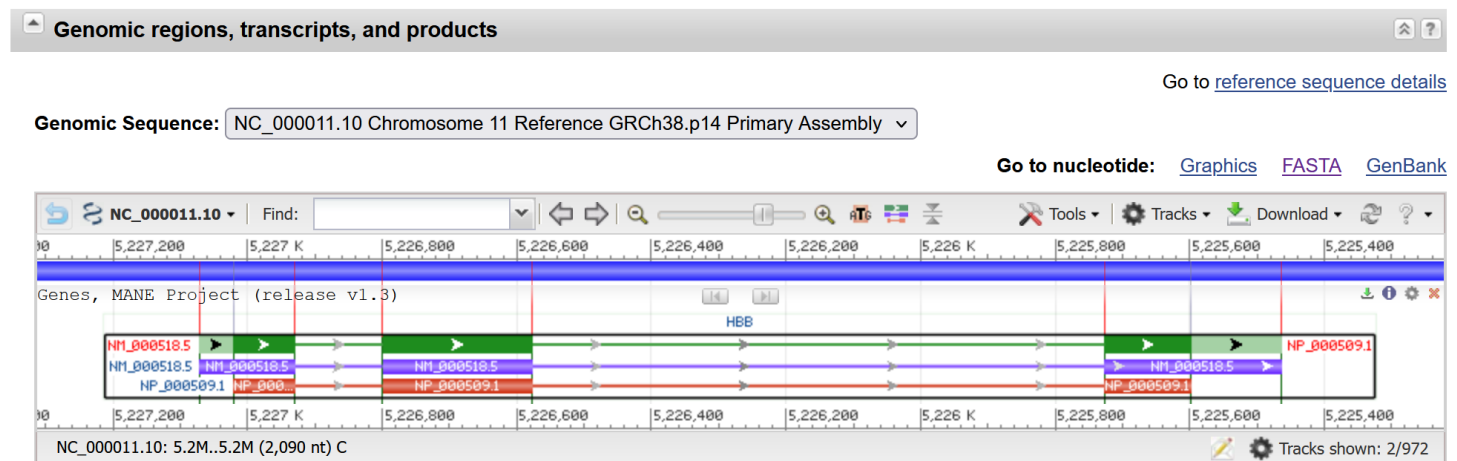 Genomic regions, transcripts, and products
?
Go to reference sequence details
Genomic Sequence: NC_000011.10 Chromosome 11 Reference GRCh38.p14 Primary Assembly
Go to nucleotide: Graphics FASTA GenBank
NC_000011.10 Find: ATG Tools Tracks Download ?
00 5,227,200 5,227 K 5,226,800 5,226,600 5,226,400 5,226,200 5,226 K 5,225,800 5,225,600 5,225,400
Genes, MANE Project (release v1.3)
HBB
NM_000518.5 NP_000509.1
NM_000518.5 NM_000518.5 NM_000518.5 NM_000518.5
NP_000509.1 NP_000... NP_000509.1 NP_000509.1
00 5,227,200 5,227 K 5,226,800 5,226,600 5,226,400 5,226,200 5,226 K 5,225,800 5,225,600 5,225,400
NC_000011.10: 5.2M..5.2M (2,090 nt) C Tracks shown: 2/972